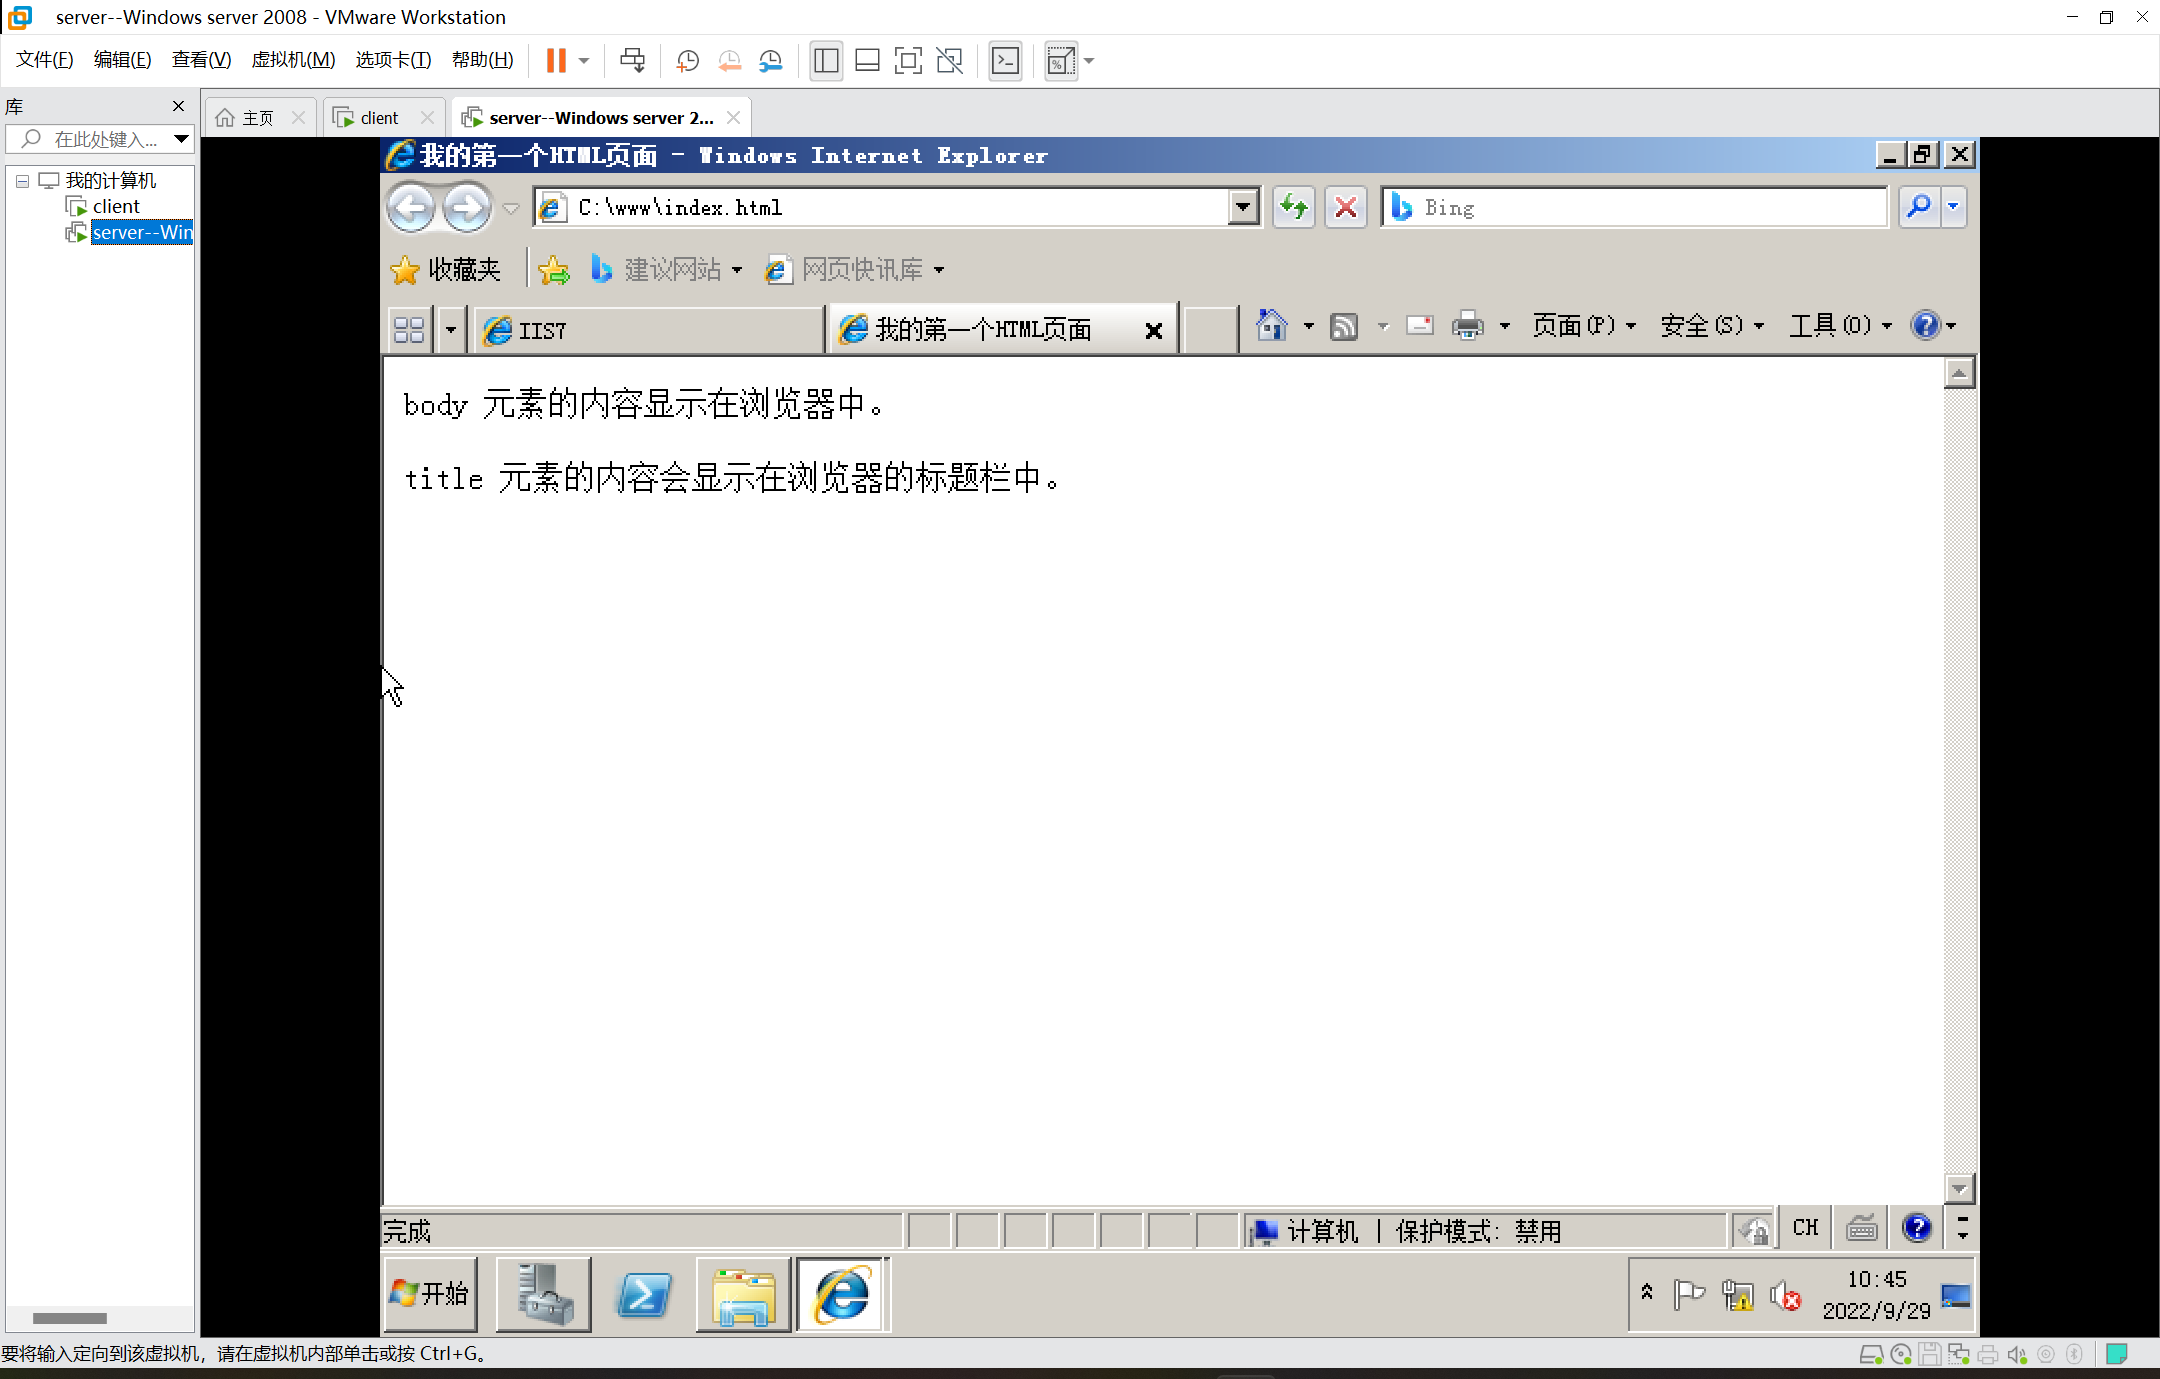 server--Windows server 2008 - VMware Workstation
文件(F) 编辑(E) 查看(V) 虚拟机(M) 选项卡(T) 帮助(H)
库
主页 client server--Windows server 2...
在此处键入...
我的计算机
client
server--Win
我的第一个HTML页面 - Windows Internet Explorer
C:\www\index.html Bing
收藏夹 建议网站 网页快讯库
IIS7 我的第一个HTML页面 页面(P) 安全(S) 工具(O)
body 元素的内容显示在浏览器中。
title 元素的内容会显示在浏览器的标题栏中。
完成 计算机 | 保护模式: 禁用 CH
开始 10:45
2022/9/29
要将输入定向到该虚拟机，请在虚拟机内部单击或按 Ctrl+G。